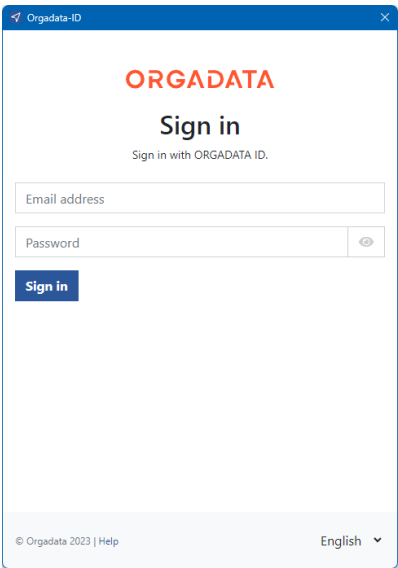 Orgadata-ID
ORGADATA
Sign in
Sign in with ORGADATA ID.
Email address
Password
Sign in
© Orgadata 2023 | Help
English